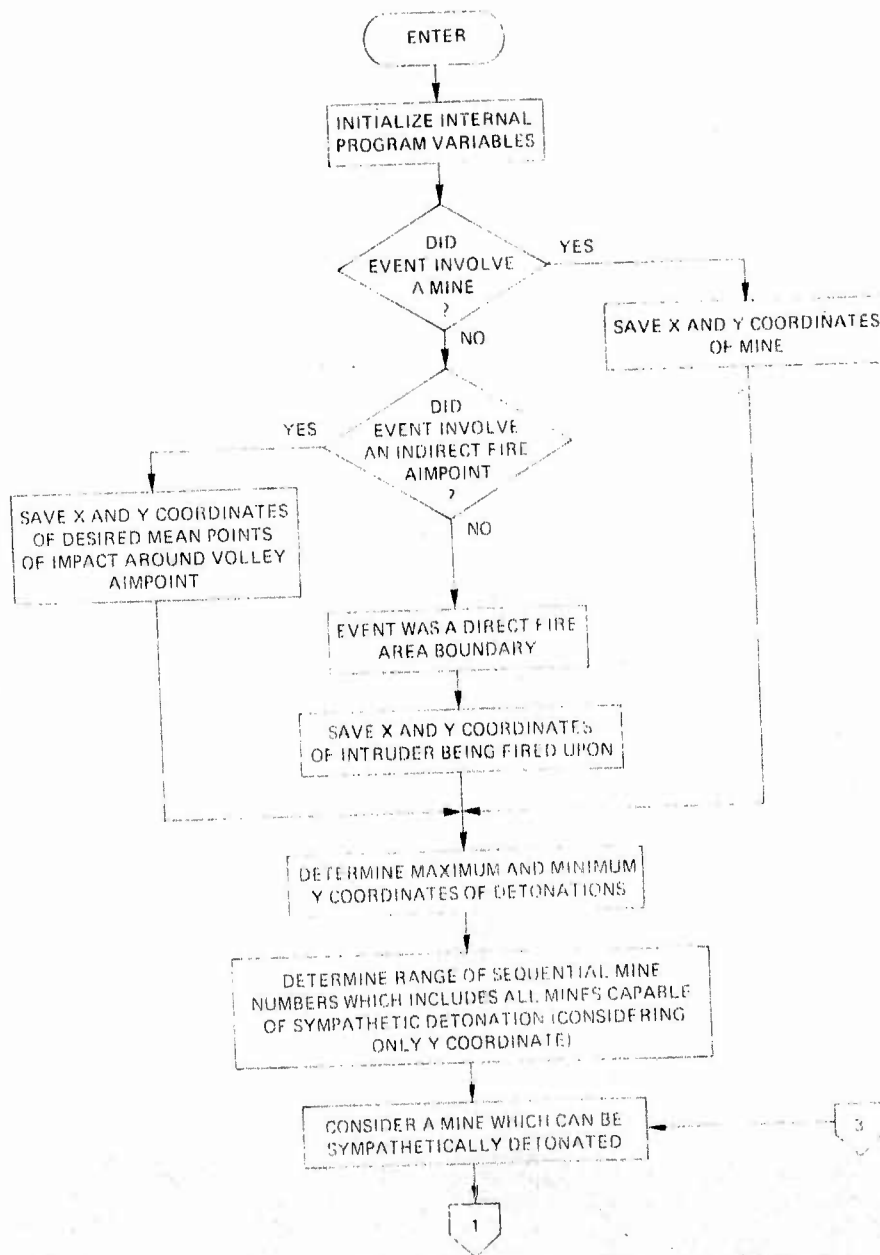 ENTER
INITIALIZE INTERNAL
PROGRAM VARIABLES
DID
EVENT INVOLVE
A MINE
?
YES
NO
SAVE X AND Y COORDINATES
OF MINE
DID
EVENT INVOLVE
AN INDIRECT FIRE
AIMPOINT
?
YES
NO
SAVE X AND Y COORDINATES
OF DESIRED MEAN POINTS
OF IMPACT AROUND VOLLEY
AIMPOINT
EVENT WAS A DIRECT FIRE
AREA BOUNDARY
SAVE X AND Y COORDINATES
OF INTRUDER BEING FIRED UPON
DETERMINE MAXIMUM AND MINIMUM
Y COORDINATES OF DETONATIONS
DETERMINE RANGE OF SEQUENTIAL MINE
NUMBERS WHICH INCLUDES ALL MINES CAPABLE
OF SYMPATHETIC DETONATION (CONSIDERING
ONLY Y COORDINATE)
CONSIDER A MINE WHICH CAN BE
SYMPATHETICALLY DETONATED
3
1